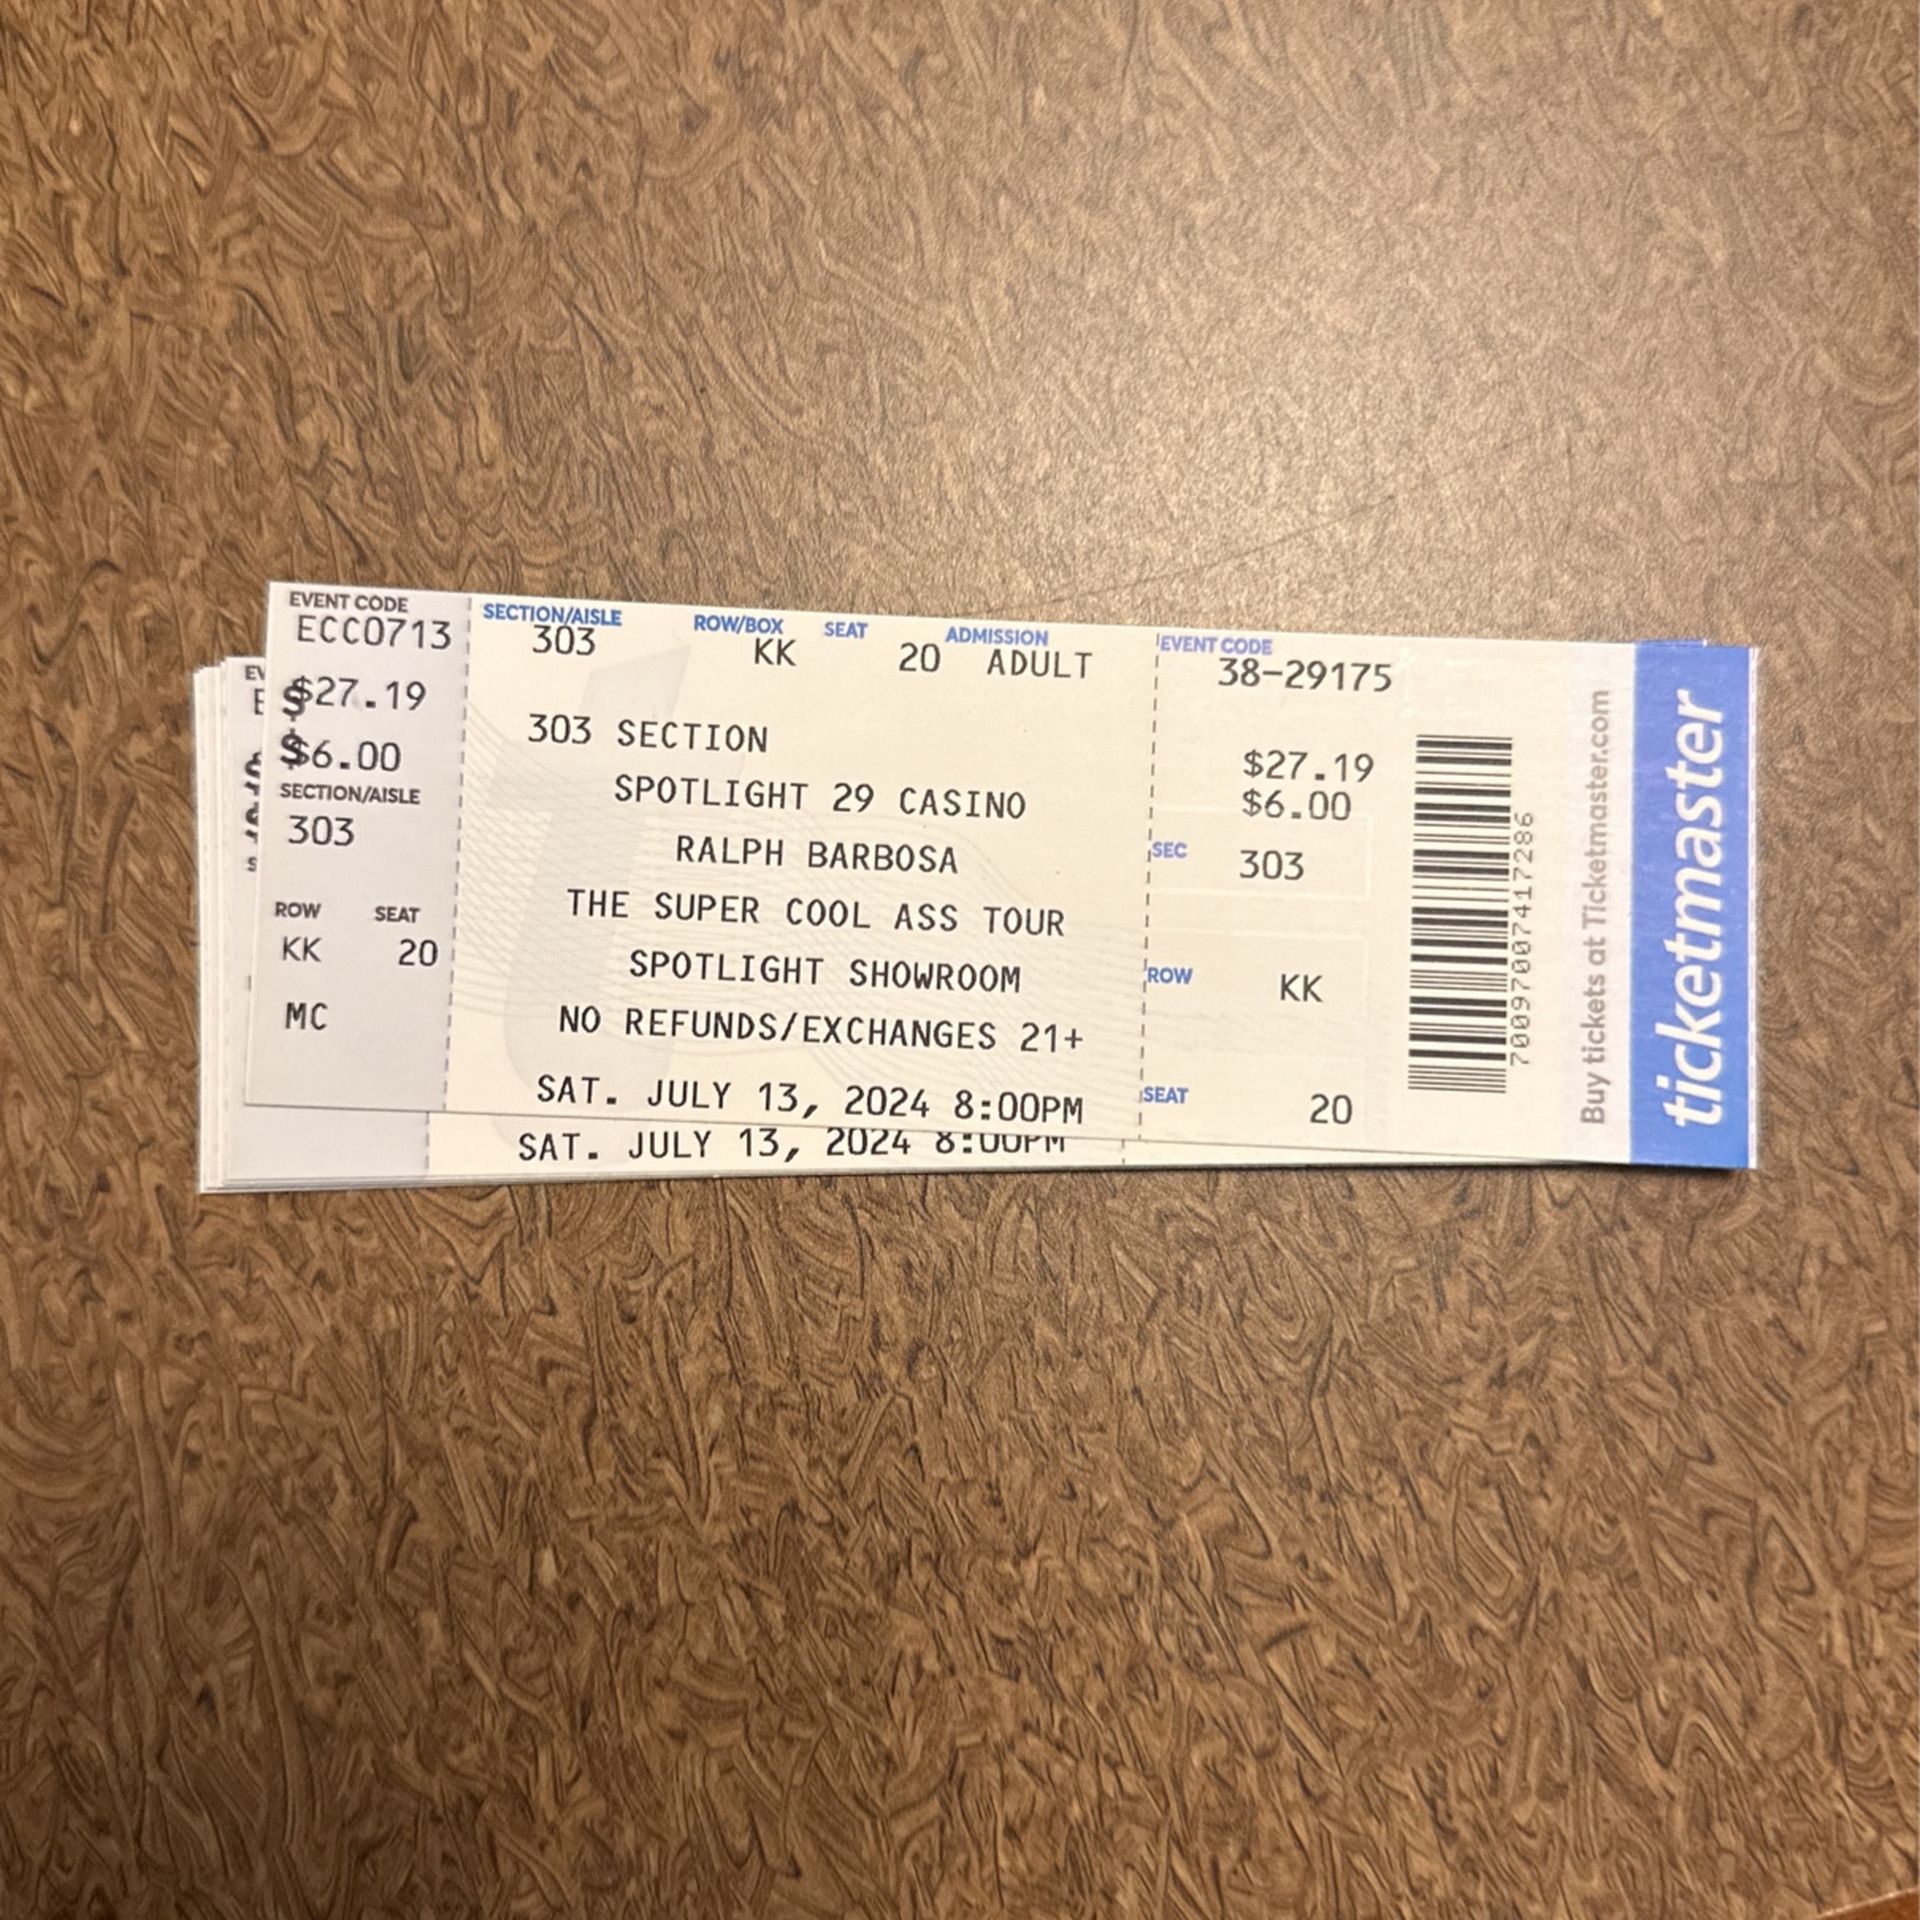 EVENT CODE
ECC0713
$27.19
$6.00
SECTION/AISLE
303
ROW SEAT
KK 20
MC
SECTION/AISLE ROW/BOX SEAT ADMISSION
303 KK 20 ADULT
303 SECTION
SPOTLIGHT 29 CASINO
RALPH BARBOSA
THE SUPER COOL ASS TOUR
SPOTLIGHT SHOWROOM
NO REFUNDS/EXCHANGES 21+
SAT. JULY 13, 2024 8:00PM
EVENT CODE
38-29175
$27.19
$6.00
SEC 303
ROW KK
SEAT 20
70097007417286
Buy tickets at Ticketmaster.com
ticketmaster
SAT. JULY 13, 2024 8:00PM